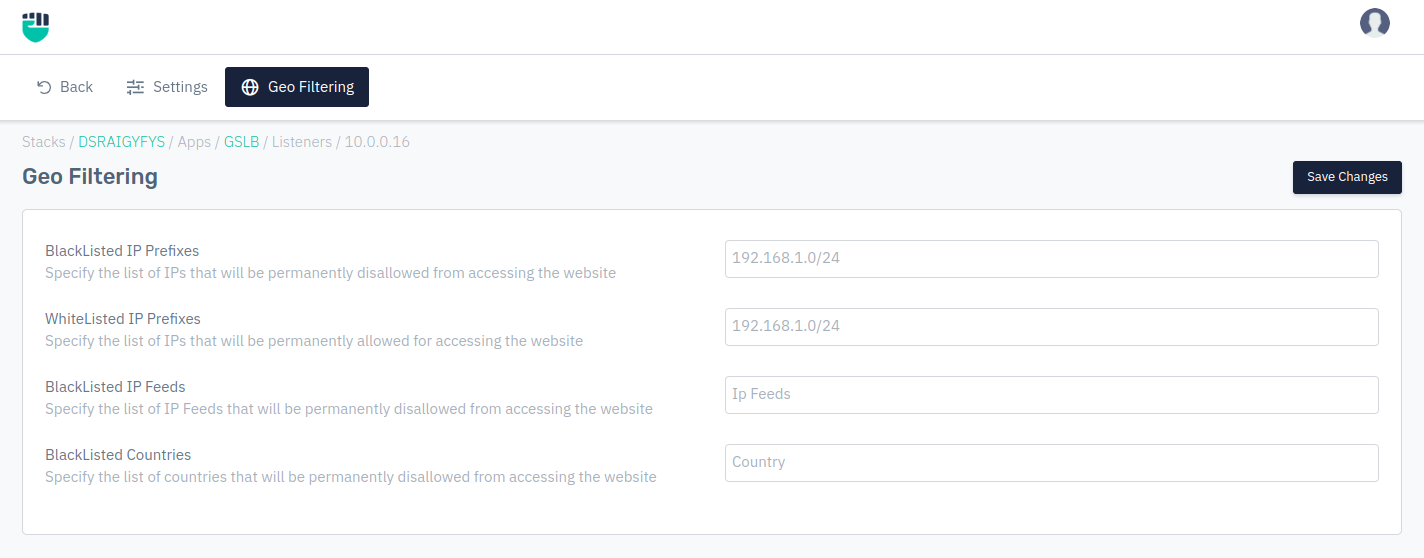 Back
Settings
Geo Filtering
Stacks / DSRAIGYFYS / Apps / GSLB / Listeners / 10.0.0.16
Geo Filtering
Save Changes
BlackListed IP Prefixes
Specify the list of IPs that will be permanently disallowed from accessing the website
192.168.1.0/24
WhiteListed IP Prefixes
Specify the list of IPs that will be permanently allowed for accessing the website
192.168.1.0/24
BlackListed IP Feeds
Specify the list of IP Feeds that will be permanently disallowed from accessing the website
Ip Feeds
BlackListed Countries
Specify the list of countries that will be permanently disallowed from accessing the website
Country